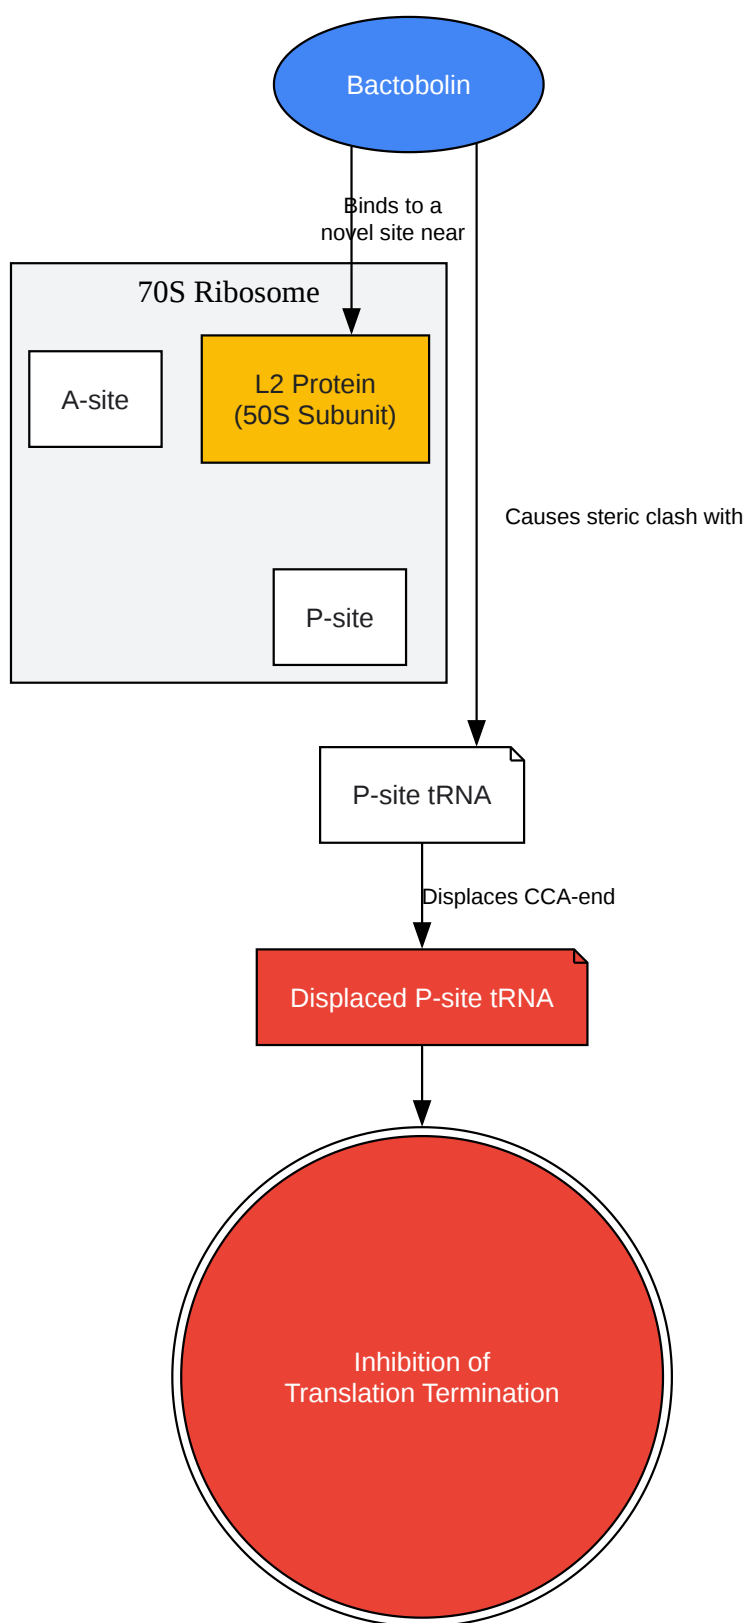 Bactobolin
Binds to a
novel site near
70S Ribosome
L2 Protein
(50S Subunit)
A-site
Causes steric clash with
P-site
P-site tRNA
Displaces CCA-end
Displaced P-site tRNA
Inhibition of
Translation Termination